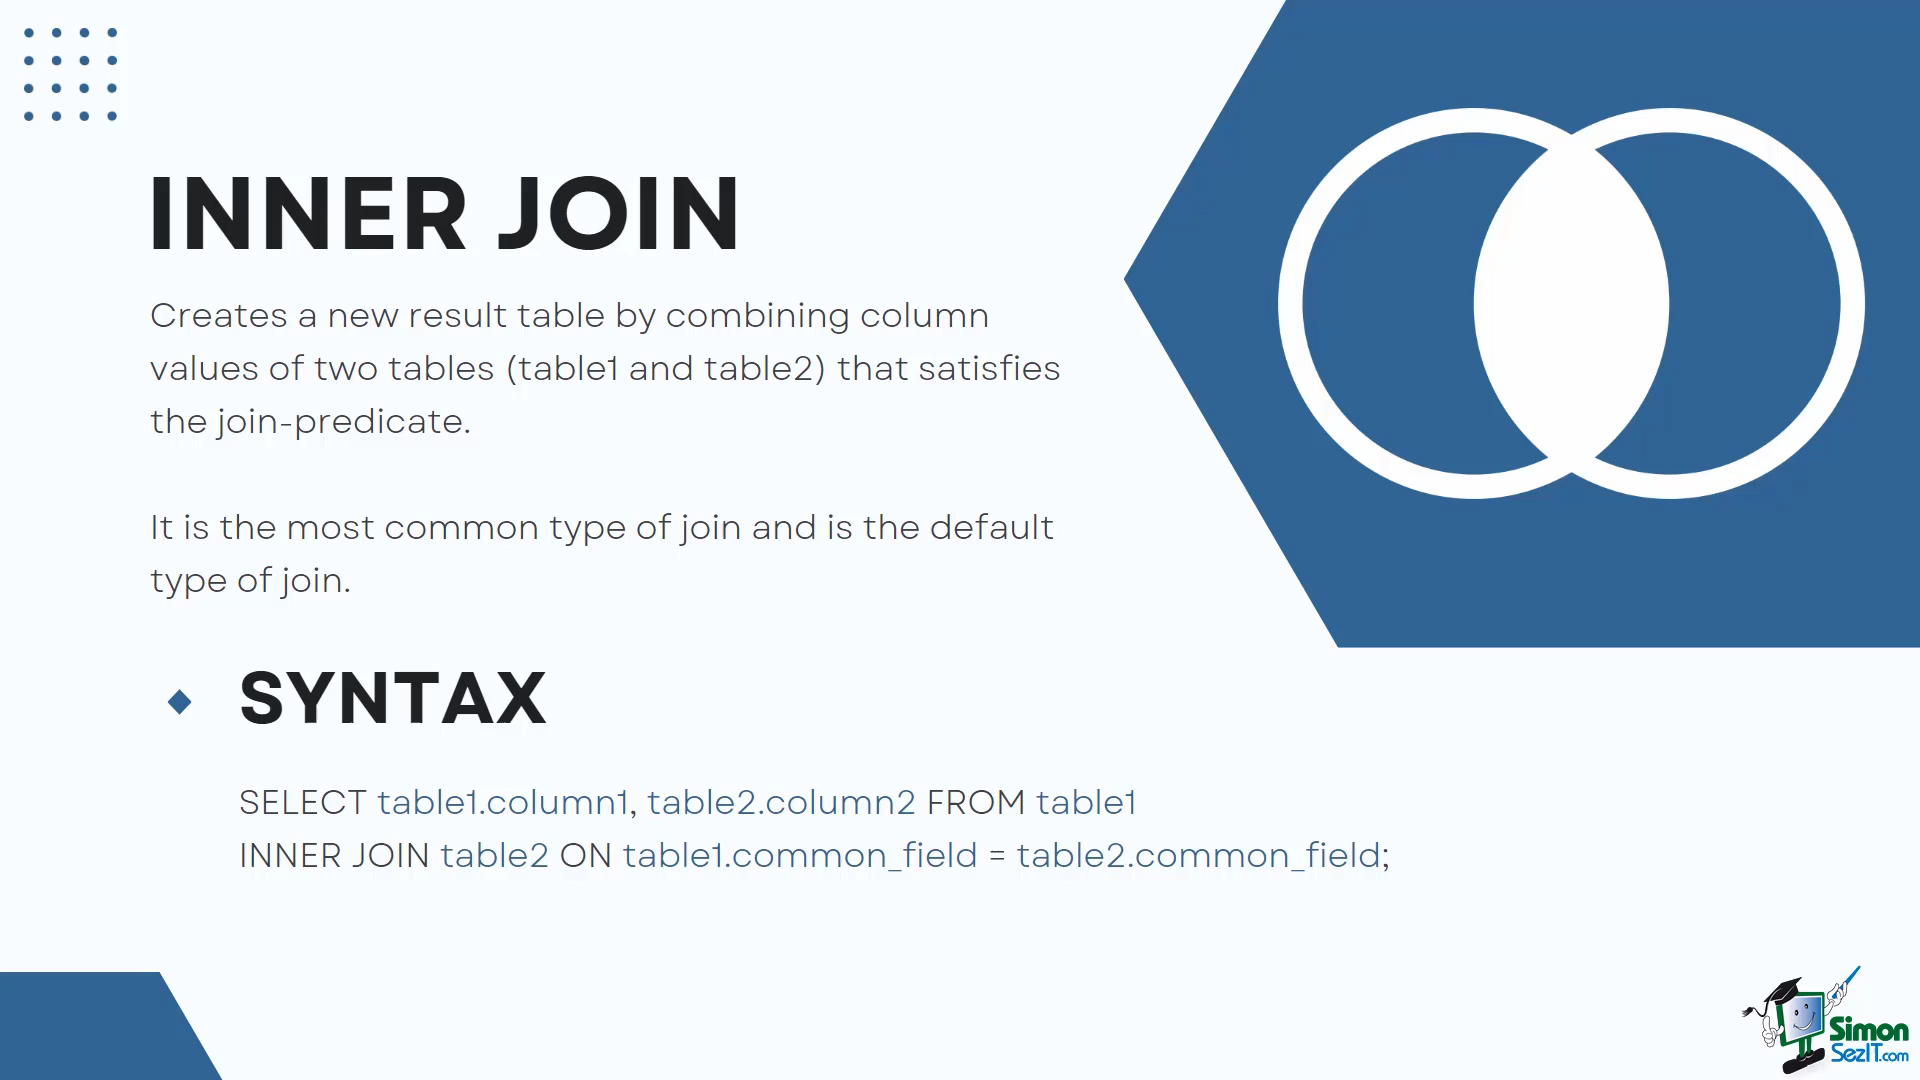 INNER JOIN
Creates a new result table by combining column
values of two tables (table1 and table2) that satisfies
the join-predicate.
It is the most common type of join and is the default
type of join.
SYNTAX
SELECT table1.column1, table2.column2 FROM table1
INNER JOIN table2 ON table1.common_field = table2.common_field;
Simon
SezIT.com